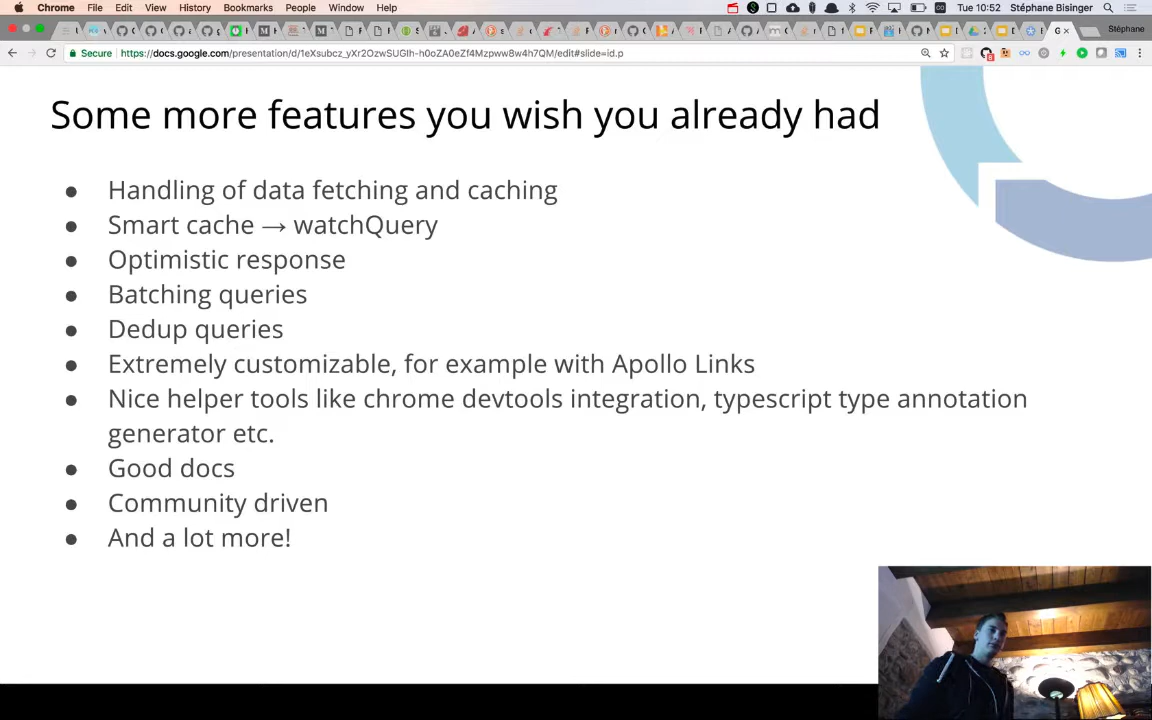 Chrome File Edit View History Bookmarks People Window Help Tue 10:52 Stéphane Bisinger
Stéphane
Secure https://docs.google.com/presentation/d/1eXsubcz_yXr2OzwSUGIh-h0oZA0eZf4Mzpww8w4h7QM/edit#slide=id.p
Some more features you wish you already had
● Handling of data fetching and caching
● Smart cache → watchQuery
● Optimistic response
● Batching queries
● Dedup queries
● Extremely customizable, for example with Apollo Links
● Nice helper tools like chrome devtools integration, typescript type annotation
generator etc.
● Good docs
● Community driven
● And a lot more!